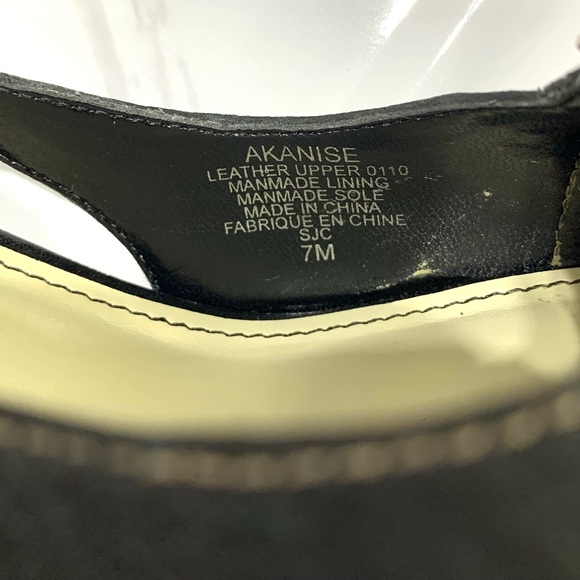 AKANISE
LEATHER UPPER 0110
MANMADE LINING
MANMADE SOLE
MADE IN CHINA
FABRIQUE EN CHINE
SJC
7M